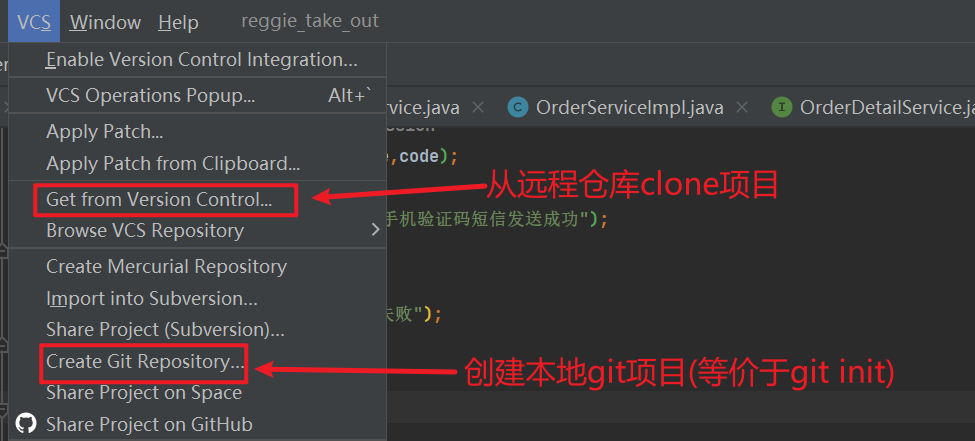 VCS Window Help reggie_take_out
Enable Version Control Integration...
VCS Operations Popup... Alt+`
vice.java OrderServiceImpl.java OrderDetailService.ja
Apply Patch...
,code);
Apply Patch from Clipboard...
从远程仓库clone项目
Get from Version Control...
手机验证码短信发送成功");
Browse VCS Repository
Create Mercurial Repository
Import into Subversion...
失败");
Share Project (Subversion)...
Create Git Repository...
创建本地git项目(等价于git init)
Share Project on Space
Share Project on GitHub